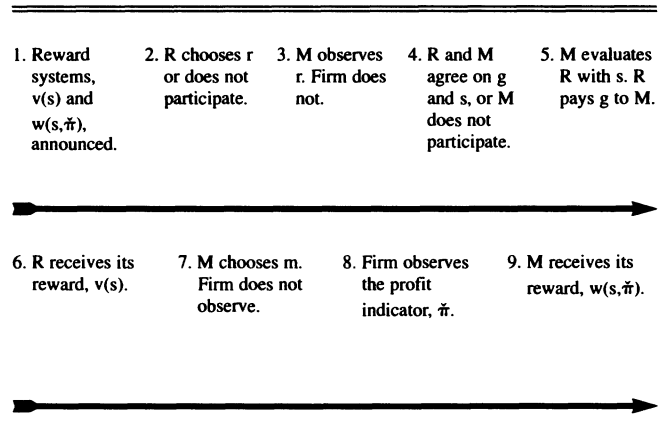 1. Reward 2. R chooses r 3. M observes 4. R and M 5. M evaluates
systems, or does not r. Firm does agree on g R with s. R
v(s) and participate. not. and s, or M pays g to M.
w(s,π̌), does not
announced. participate.
6. R receives its 7. M chooses m. 8. Firm observes 9. M receives its
reward, v(s). Firm does not the profit reward, w(s,π̌).
observe. indicator, π̌.